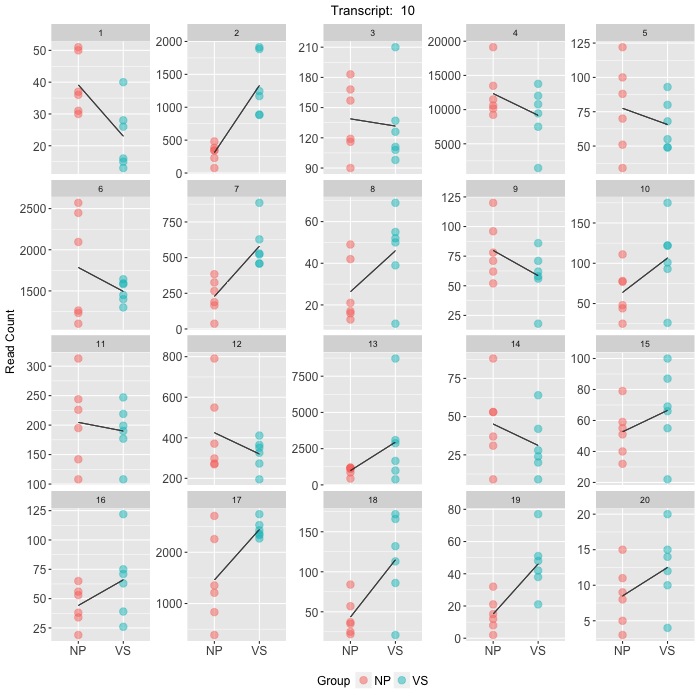 Transcript: 10
1 2 3 4 5
50 2000 210 20000 125
40 1500 180 15000 100
30 1000 150 10000 75
20 500 120 5000 50
0 90
6 7 8 9 10
2500 750 60 125 150
2000 500 40 100 100
1500 250 20 75 50
0 50
25
Read Count
11 12 13 14 15
300 800 7500 75 100
250 600 5000 50 80
200 400 2500 25 60
150 200 0 40
100 20
16 17 18 19 20
125 2000 150 80 20
100 1000 100 60 15
75 50 40 10
50 20 5
25 0
NP VS NP VS NP VS NP VS NP VS
Group NP VS